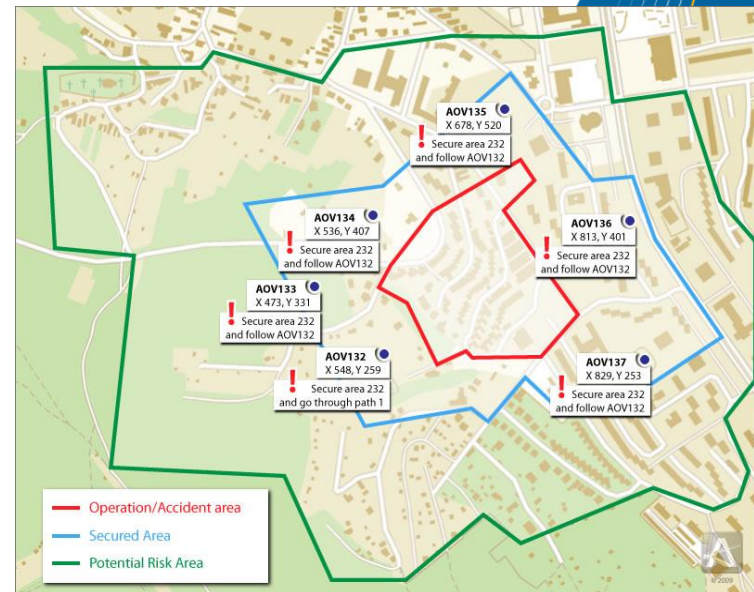 AOV135
X 678, Y 520
! Secure area 232
and follow AOV132
AOV134
X 536, Y 407
! Secure area 232
and follow AOV132
AOV136
X 813, Y 401
! Secure area 232
and follow AOV132
AOV133
X 473, Y 331
! Secure area 232
and follow AOV132
AOV132
X 548, Y 259
! Secure area 232
and go through path 1
AOV137
X 829, Y 253
! Secure area 232
and follow AOV132
Operation/Accident area
Secured Area
Potential Risk Area
© 2009